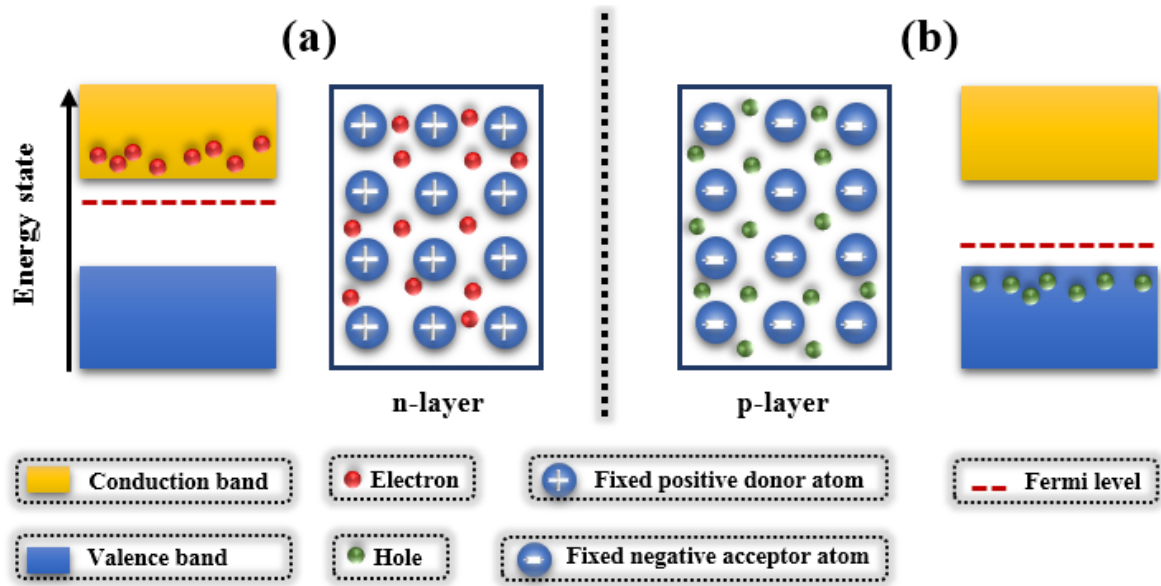 (a)
(b)
Energy state
n-layer
p-layer
Conduction band
Electron
Fixed positive donor atom
Fermi level
Valence band
Hole
Fixed negative acceptor atom